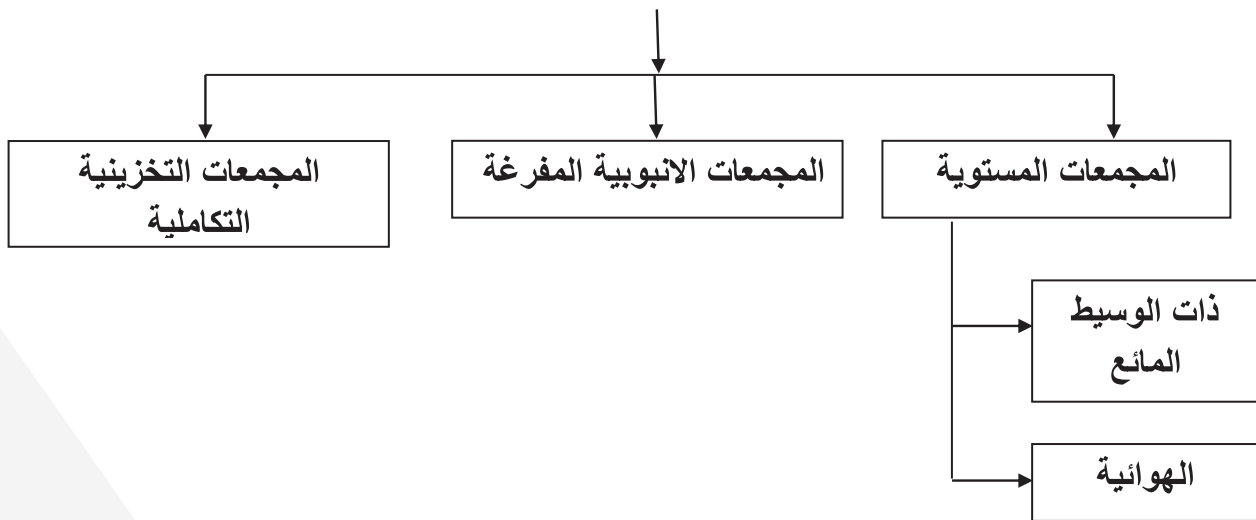 المجمعات المستوية
المجمعات الانبوبية المفرغة
المجمعات التخزينية
التكاملية
ذات الوسيط
المائع
الهوائية